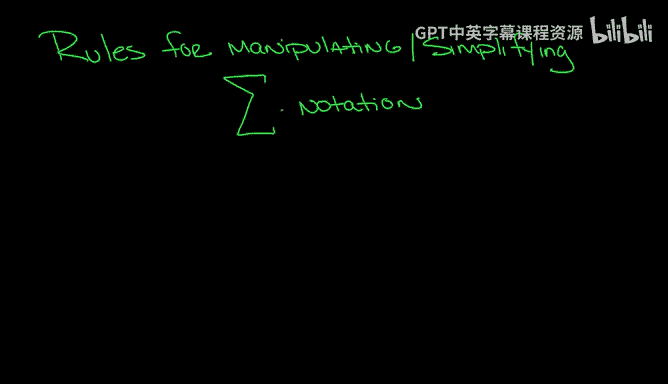 GPT中英字幕课程资源 bilibili
Rules for MANIPULATING/Simplifying
∑ - Notation